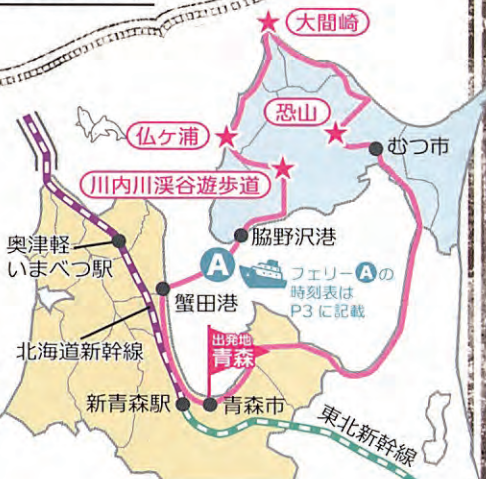 大間崎
恐山
仏ヶ浦
むつ市
川内川渓谷遊歩道
奥津軽
いまべつ駅
脇野沢港
A
フェリーAの
時刻表は
P3に記載
蟹田港
北海道新幹線
出発地
青森
新青森駅
青森市
東北新幹線